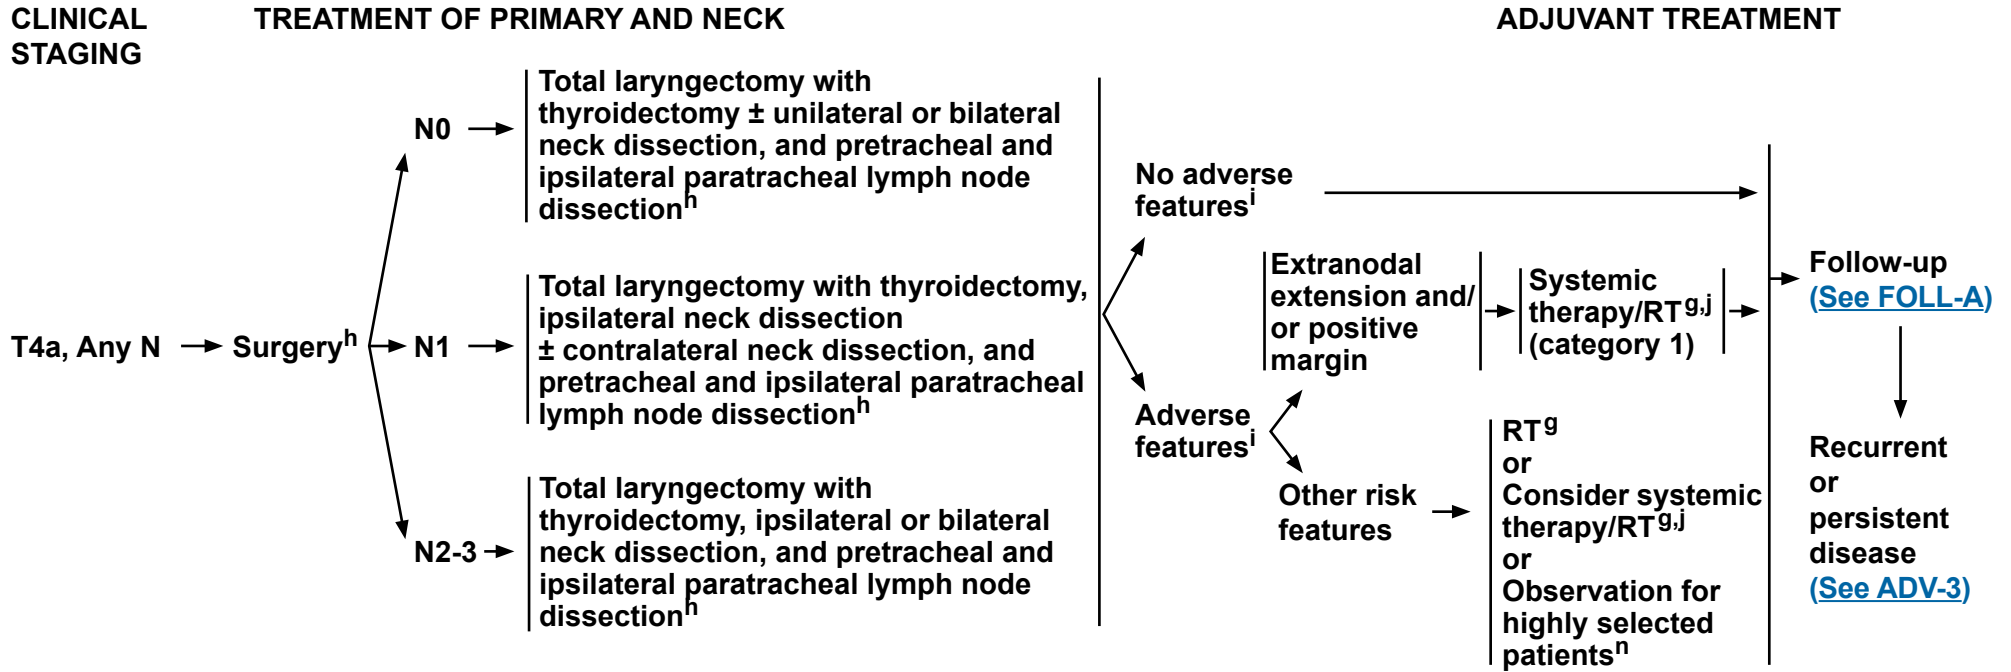 CLINICAL
STAGING
TREATMENT OF PRIMARY AND NECK
ADJUVANT TREATMENT
T4a, Any N
Surgeryʰ
N0
Total laryngectomy with
thyroidectomy ± unilateral or bilateral
neck dissection, and pretracheal and
ipsilateral paratracheal lymph node
dissectionʰ
N1
Total laryngectomy with thyroidectomy,
ipsilateral neck dissection
± contralateral neck dissection, and
pretracheal and ipsilateral paratracheal
lymph node dissectionʰ
N2-3
Total laryngectomy with
thyroidectomy, ipsilateral or bilateral
neck dissection, and pretracheal and
ipsilateral paratracheal lymph node
dissectionʰ
No adverse
featuresⁱ
Adverse
featuresⁱ
Extranodal
extension and/
or positive
margin
Systemic
therapy/RTᵍ,ʲ
(category 1)
Other risk
features
RTᵍ
or
Consider systemic
therapy/RTᵍ,ʲ
or
Observation for
highly selected
patientsⁿ
Follow-up
(See FOLL-A)
Recurrent
or
persistent
disease
(See ADV-3)